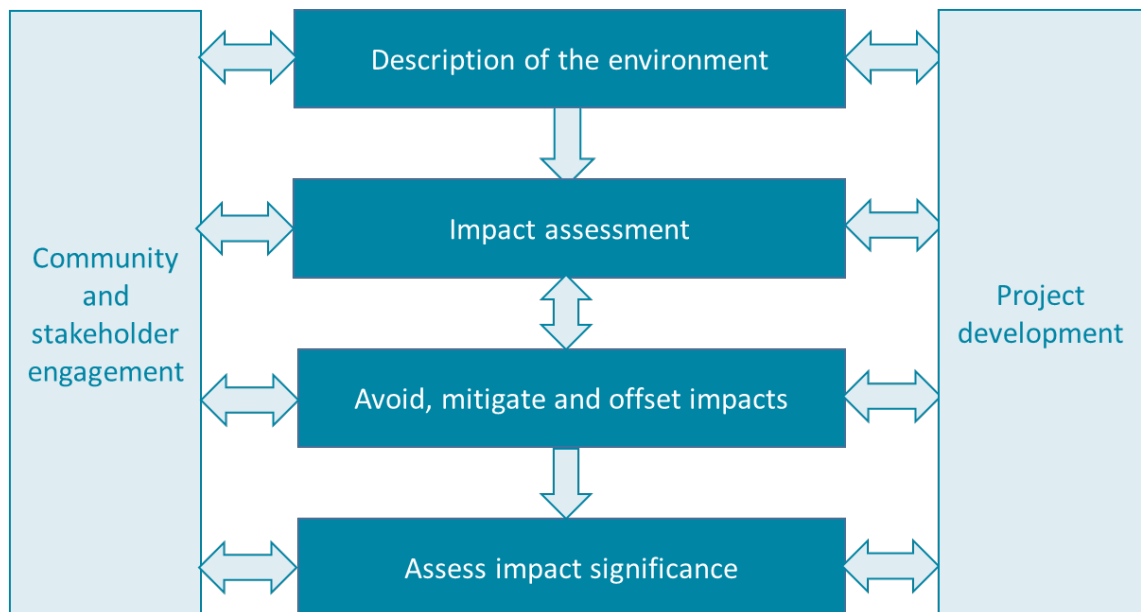 Description of the environment
Impact assessment
Community
and
stakeholder
engagement
Project
development
Avoid, mitigate and offset impacts
Assess impact significance